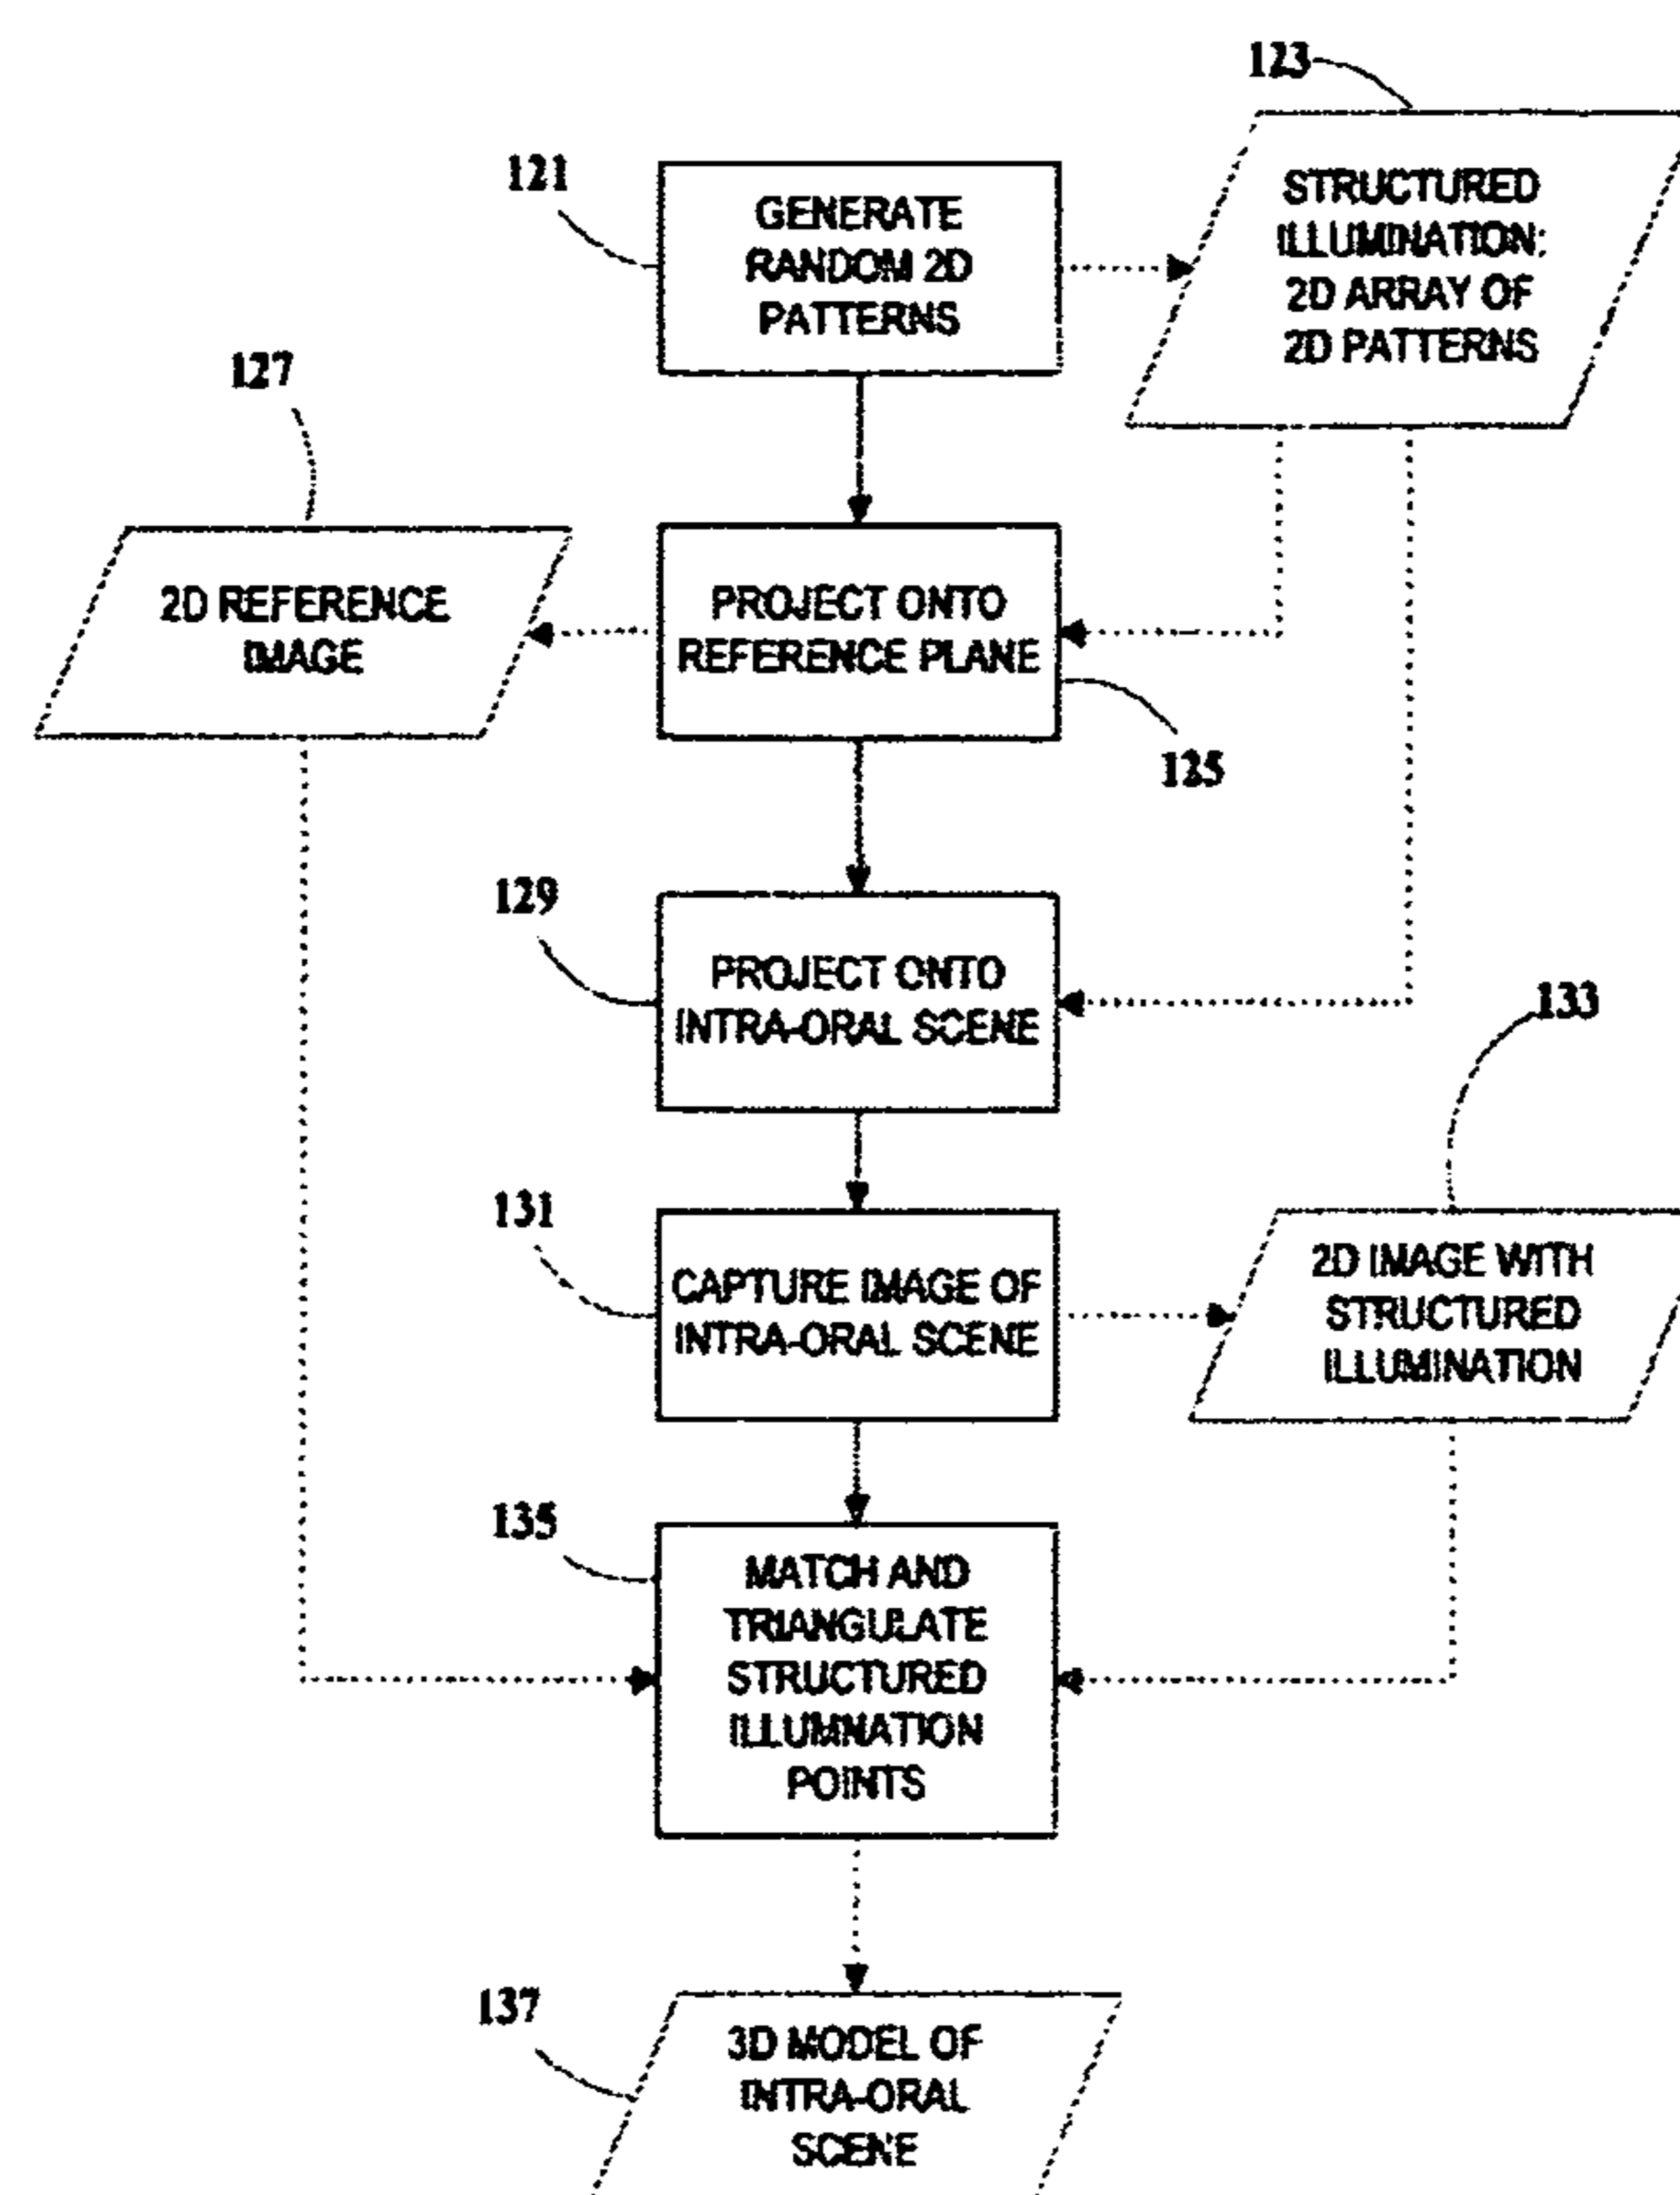 123
121
GENERATE
RANDOM 2D
PATTERNS
STRUCTURED
ILLUMINATION:
2D ARRAY OF
2D PATTERNS
127
2D REFERENCE
IMAGE
PROJECT ONTO
REFERENCE PLANE
125
129
PROJECT ONTO
INTRA-ORAL SCENE
133
131
CAPTURE IMAGE OF
INTRA-ORAL SCENE
2D IMAGE WITH
STRUCTURED
ILLUMINATION
135
MATCH AND
TRIANGULATE
STRUCTURED
ILLUMINATION
POINTS
137
3D MODEL OF
INTRA-ORAL
SCENE